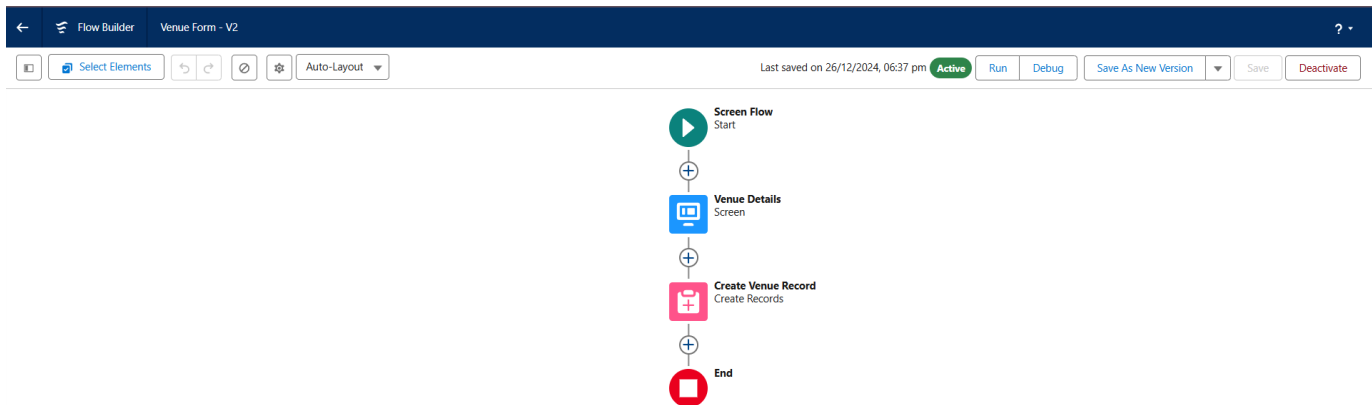 Flow Builder Venue Form - V2 ?
Select Elements Auto-Layout Last saved on 26/12/2024, 06:37 pm Active Run Debug Save As New Version Save Deactivate
Screen Flow
Start
Venue Details
Screen
Create Venue Record
Create Records
End